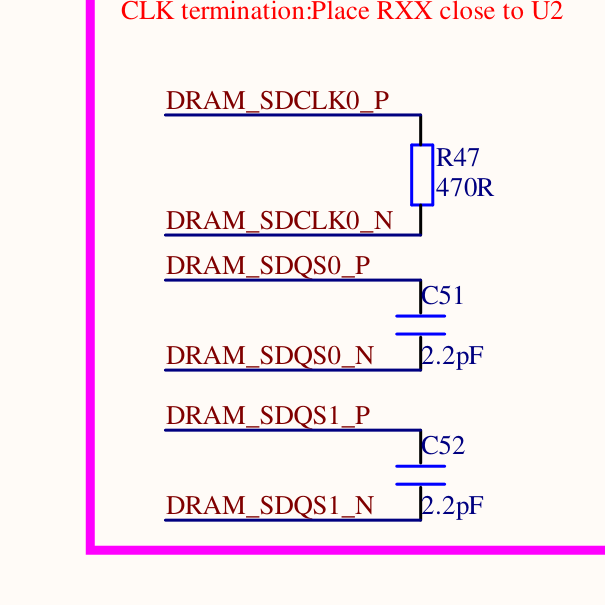 CLK termination:Place RXX close to U2
DRAM_SDCLK0_P
R47
470R
DRAM_SDCLK0_N
DRAM_SDQS0_P
C51
DRAM_SDQS0_N
2.2pF
DRAM_SDQS1_P
C52
DRAM_SDQS1_N
2.2pF